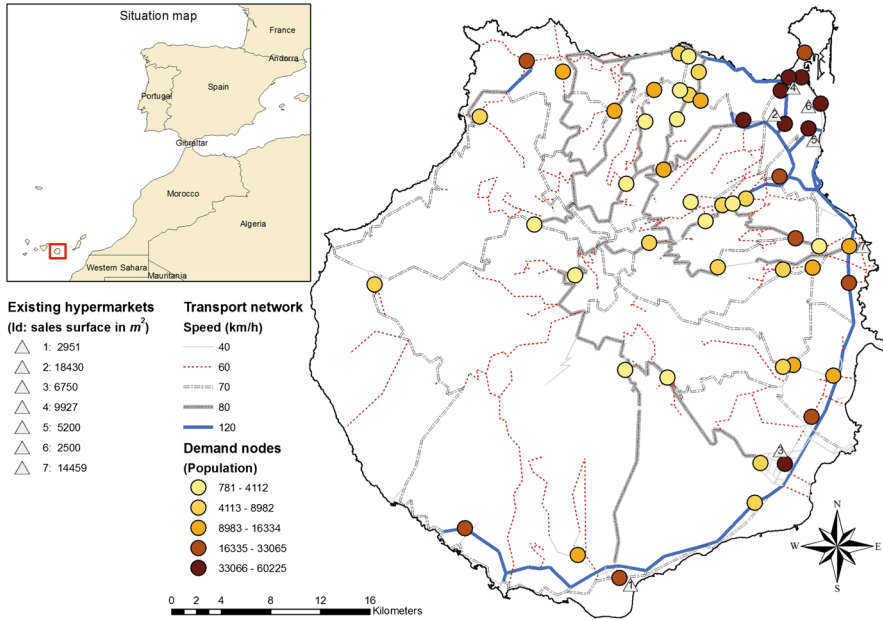 Situation map
France
Andorra
Portugal
Spain
Gibraltar
Morocco
Algeria
Western Sahara
Mauritania
Existing hypermarkets
(Id: sales surface in m²)
1: 2951
2: 18430
3: 6750
4: 9927
5: 5200
6: 2500
7: 14459
Transport network
Speed (km/h)
40
60
70
80
120
Demand nodes
(Population)
781 - 4112
4113 - 8982
8983 - 16334
16335 - 33065
33066 - 60225
0 2 4 8 12 16
Kilometers
4
6
2
5
7
3
1
N
W E
S